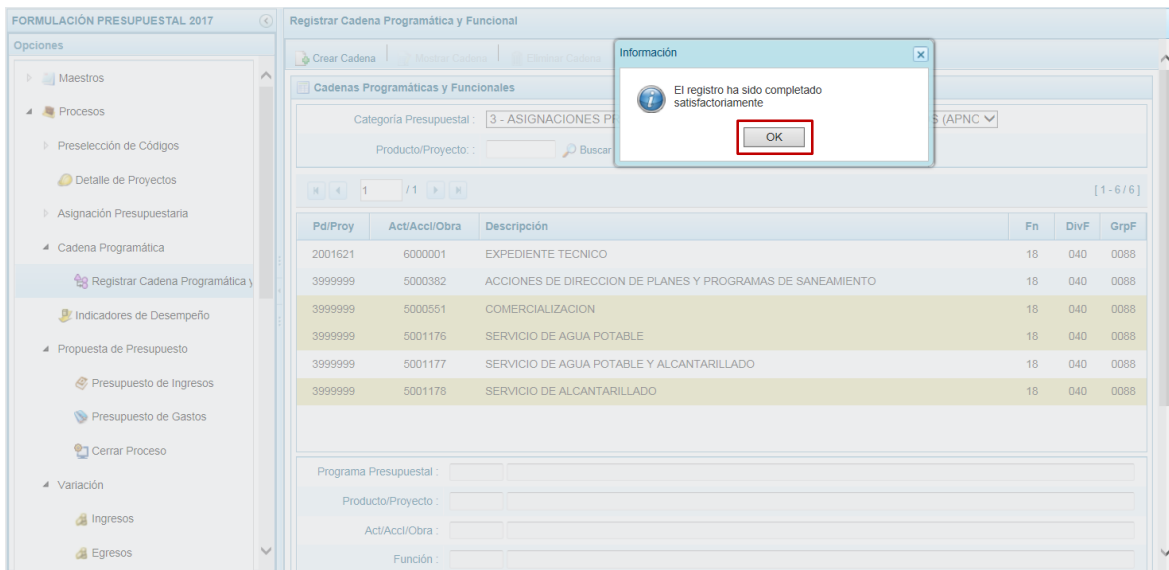 FORMULACIÓN PRESUPUESTAL 2017
Opciones
Maestros
Procesos
Preselección de Códigos
Detalle de Proyectos
Asignación Presupuestaria
Cadena Programática
Registrar Cadena Programática y
Indicadores de Desempeño
Propuesta de Presupuesto
Presupuesto de Ingresos
Presupuesto de Gastos
Cerrar Proceso
Variación
Ingresos
Egresos
Registrar Cadena Programática y Funcional
Crear Cadena Mostrar Cadena Eliminar Cadena
Información
El registro ha sido completado
satisfactoriamente
OK
Cadenas Programáticas y Funcionales
Categoría Presupuestal : 3 - ASIGNACIONES PR S (APNC
Producto/Proyecto: : Buscar
1 / 1 [ 1 - 6 / 6 ]
Pd/Proy Act/AccI/Obra Descripción Fn DivF GrpF
2001621 6000001 EXPEDIENTE TECNICO 18 040 0088
3999999 5000382 ACCIONES DE DIRECCION DE PLANES Y PROGRAMAS DE SANEAMIENTO 18 040 0088
3999999 5000551 COMERCIALIZACION 18 040 0088
3999999 5001176 SERVICIO DE AGUA POTABLE 18 040 0088
3999999 5001177 SERVICIO DE AGUA POTABLE Y ALCANTARILLADO 18 040 0088
3999999 5001178 SERVICIO DE ALCANTARILLADO 18 040 0088
Programa Presupuestal :
Producto/Proyecto :
Act/AccI/Obra :
Función :